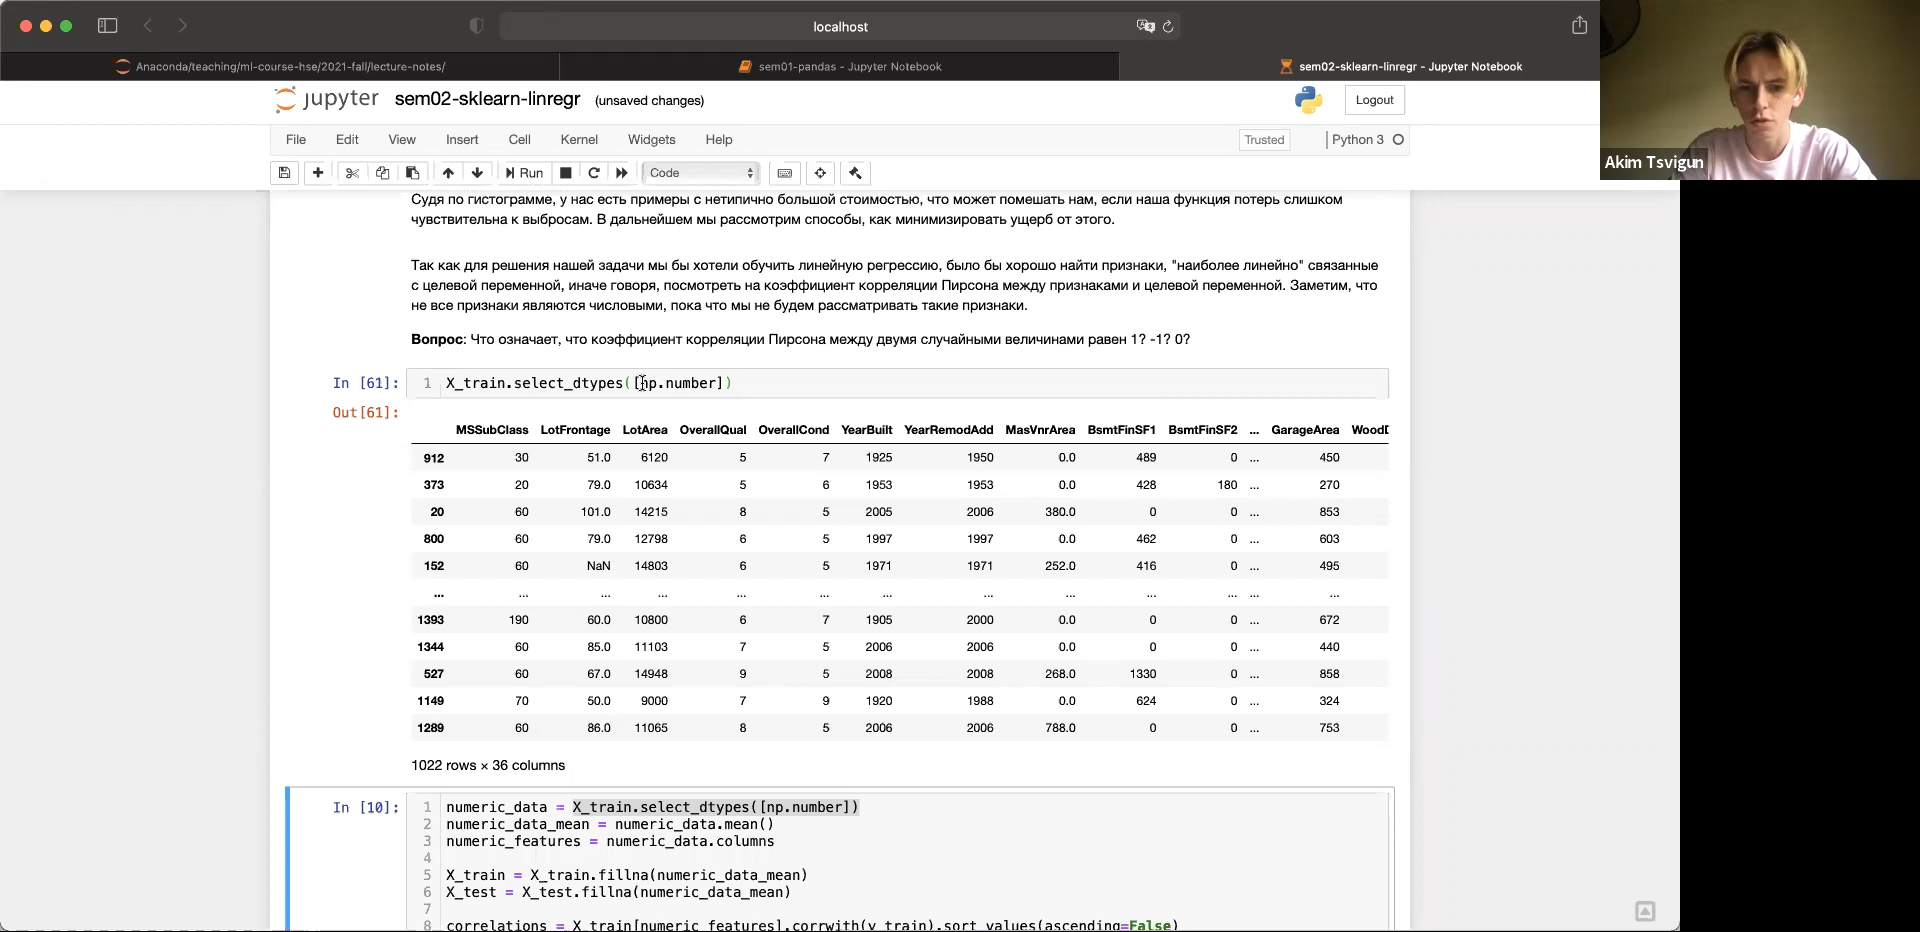 localhost
Anaconda/teaching/ml-course-hse/2021-fall/lecture-notes/
sem01-pandas - Jupyter Notebook
sem02-sklearn-linregr - Jupyter Notebook
jupyter sem02-sklearn-linregr (unsaved changes)
Logout
File Edit View Insert Cell Kernel Widgets Help
Trusted
Python 3
Run
Code
Akim Tsvigun
Судя по гистограмме, у нас есть примеры с нетипично большой стоимостью, что может помешать нам, если наша функция потерь слишком
чувствительна к выбросам. В дальнейшем мы рассмотрим способы, как минимизировать ущерб от этого.
Так как для решения нашей задачи мы бы хотели обучить линейную регрессию, было бы хорошо найти признаки, "наиболее линейно" связанные
с целевой переменной, иначе говоря, посмотреть на коэффициент корреляции Пирсона между признаками и целевой переменной. Заметим, что
не все признаки являются числовыми, пока что мы не будем рассматривать такие признаки.
Вопрос: Что означает, что коэффициент корреляции Пирсона между двумя случайными величинами равен 1? -1? 0?
In [61]: 1 X_train.select_dtypes([np.number])
Out[61]:
MSSubClass LotFrontage LotArea OverallQual OverallCond YearBuilt YearRemodAdd MasVnrArea BsmtFinSF1 BsmtFinSF2 ... GarageArea WoodD
912 30 51.0 6120 5 7 1925 1950 0.0 489 0 ... 450
373 20 79.0 10634 5 6 1953 1953 0.0 428 180 ... 270
20 60 101.0 14215 8 5 2005 2006 380.0 0 0 ... 853
800 60 79.0 12798 6 5 1997 1997 0.0 462 0 ... 603
152 60 NaN 14803 6 5 1971 1971 252.0 416 0 ... 495
... ... ... ... ... ... ... ... ... ... ... ... ...
1393 190 60.0 10800 6 7 1905 2000 0.0 0 0 ... 672
1344 60 85.0 11103 7 5 2006 2006 0.0 0 0 ... 440
527 60 67.0 14948 9 5 2008 2008 268.0 1330 0 ... 858
1149 70 50.0 9000 7 9 1920 1988 0.0 624 0 ... 324
1289 60 86.0 11065 8 5 2006 2006 788.0 0 0 ... 753
1022 rows × 36 columns
In [10]: 1 numeric_data = X_train.select_dtypes([np.number])
2 numeric_data_mean = numeric_data.mean()
3 numeric_features = numeric_data.columns
4
5 X_train = X_train.fillna(numeric_data_mean)
6 X_test = X_test.fillna(numeric_data_mean)
7
8 correlations = X_train[numeric_features].corrwith(y_train).sort_values(ascending=False)